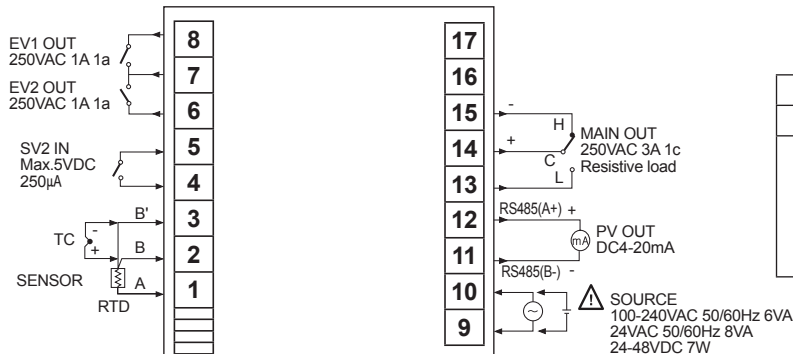 EV1 OUT
250VAC 1A 1a
EV2 OUT
250VAC 1A 1a
SV2 IN
Max.5VDC
250µA
TC
-
+
B'
B
A
SENSOR
RTD
8
7
6
5
4
3
2
1
17
16
15
14
13
12
11
10
9
-
+
H
C
L
MAIN OUT
250VAC 3A 1c
Resistive load
RS485(A+) +
mA
PV OUT
DC4-20mA
RS485(B-) -
SOURCE
100-240VAC 50/60Hz 6VA
24VAC 50/60Hz 8VA
24-48VDC 7W